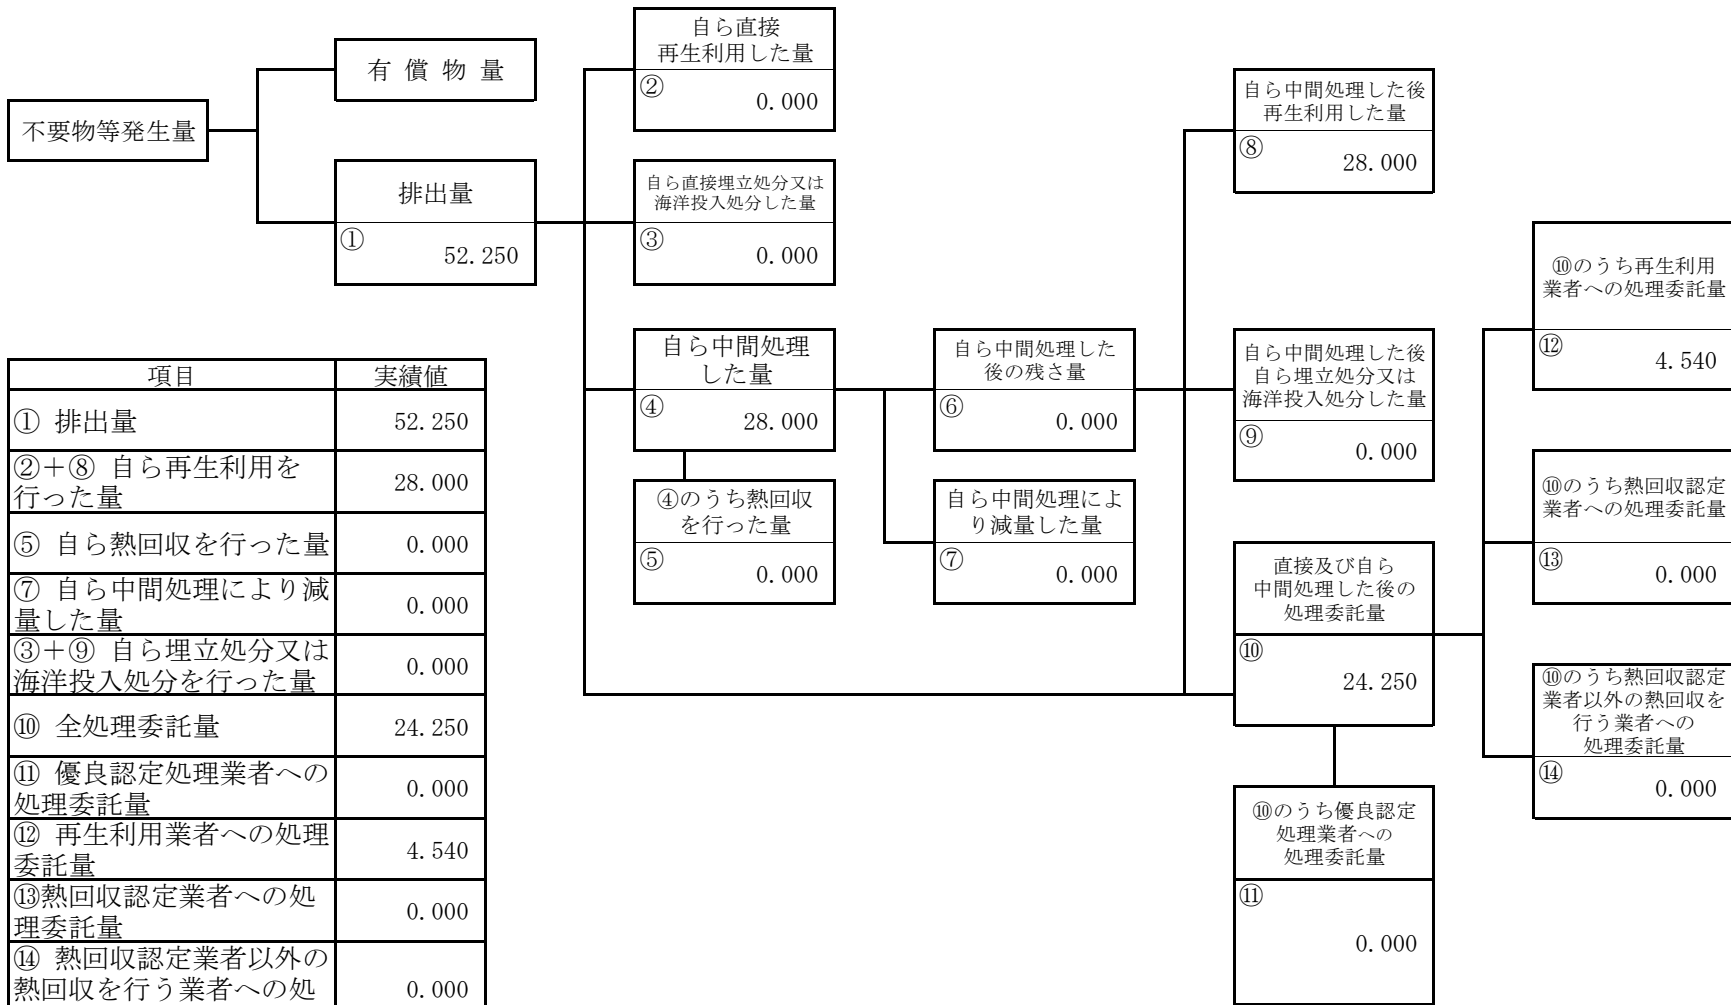 不要物等発生量
有 償 物 量
排出量
①
52.250
自ら直接
再生利用した量
②
0.000
自ら直接埋立処分又は
海洋投入処分した量
③
0.000
自ら中間処理
した量
④
28.000
④のうち熱回収
を行った量
⑤
0.000
自ら中間処理した
後の残さ量
⑥
0.000
自ら中間処理によ
り減量した量
⑦
0.000
自ら中間処理した後
再生利用した量
⑧
28.000
自ら中間処理した後
自ら埋立処分又は
海洋投入処分した量
⑨
0.000
直接及び自ら
中間処理した後の
処理委託量
⑩
24.250
⑩のうち優良認定
処理業者への
処理委託量
⑪
0.000
⑩のうち再生利用
業者への処理委託量
⑫
4.540
⑩のうち熱回収認定
業者への処理委託量
⑬
0.000
⑩のうち熱回収認定
業者以外の熱回収を
行う業者への
処理委託量
⑭
0.000
項目 実績値
① 排出量 52.250
②+⑧ 自ら再生利用を
行った量 28.000
⑤ 自ら熱回収を行った量 0.000
⑦ 自ら中間処理により減
量した量 0.000
③+⑨ 自ら埋立処分又は
海洋投入処分を行った量 0.000
⑩ 全処理委託量 24.250
⑪ 優良認定処理業者への
処理委託量 0.000
⑫ 再生利用業者への処理
委託量 4.540
⑬熱回収認定業者への処
理委託量 0.000
⑭ 熱回収認定業者以外の
熱回収を行う業者への処 0.000